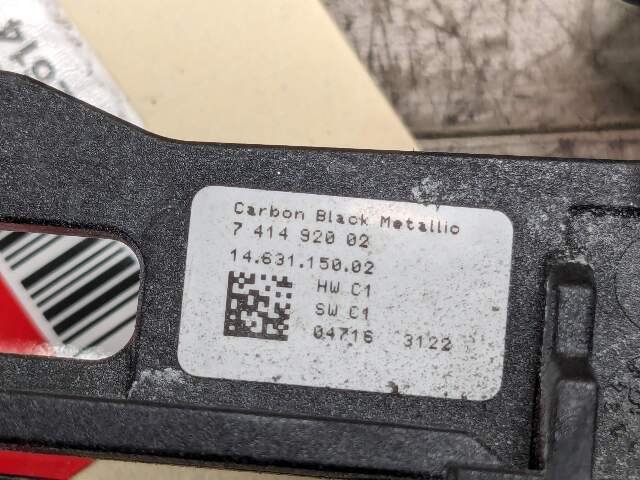 Carbon Black Metallic
7 414 920 02
14.631.150.02
HW C1
SW C1
04716 3122